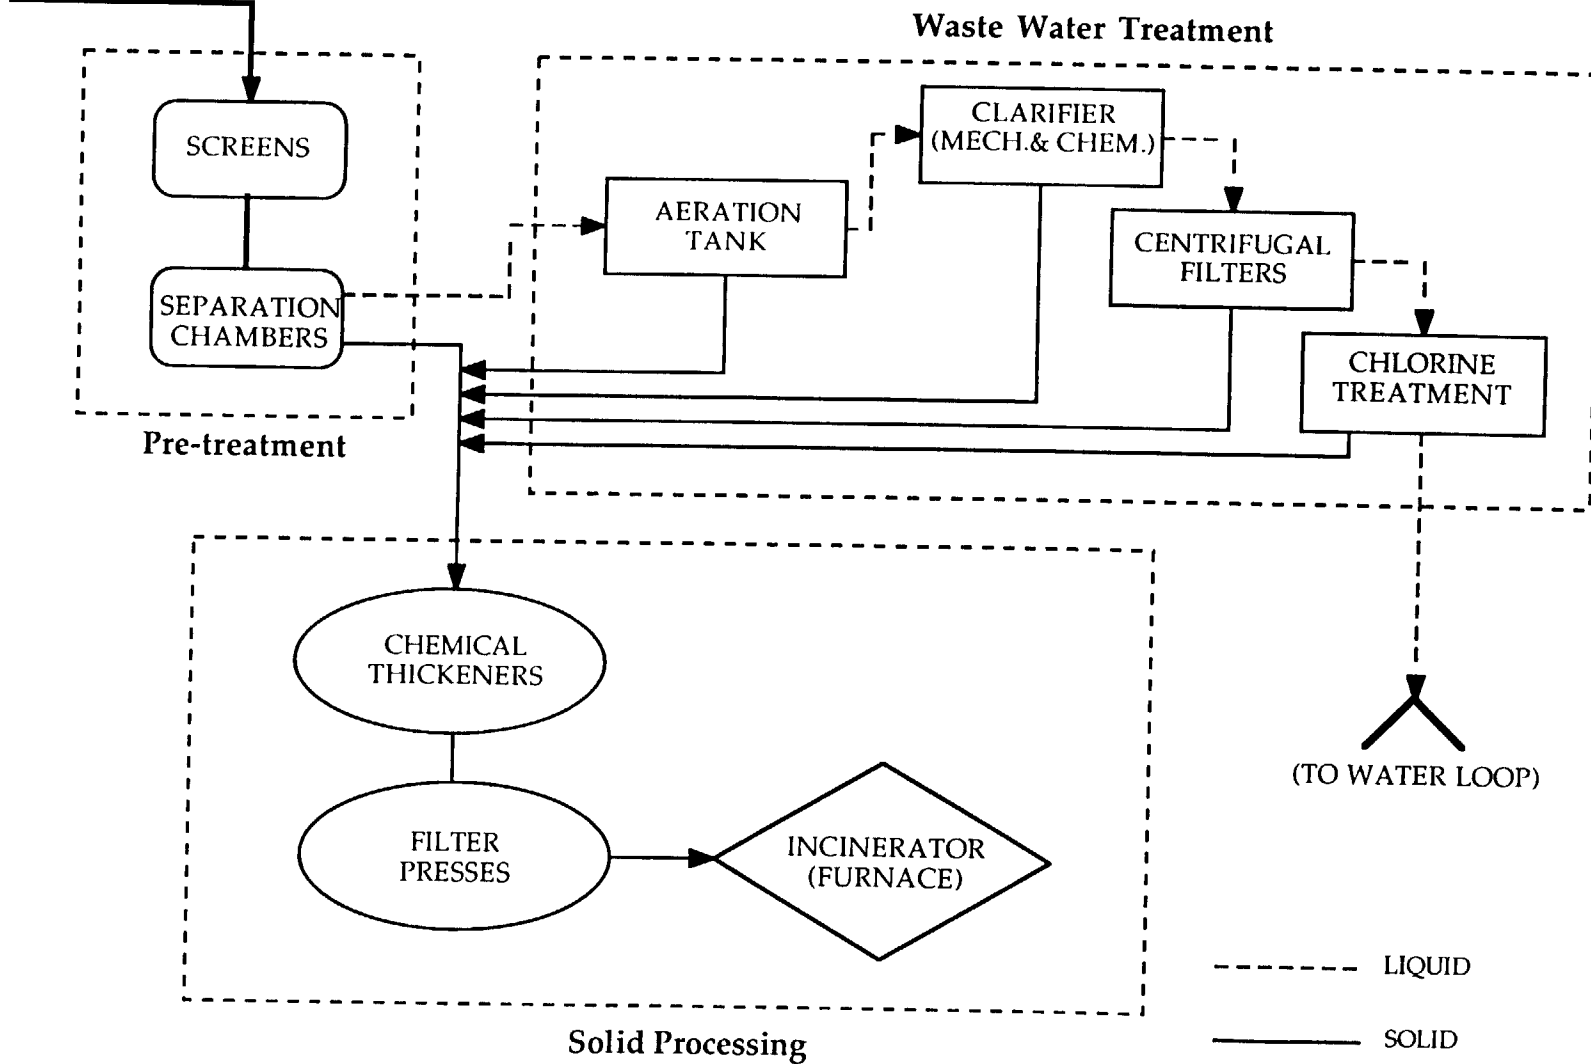 Waste Water Treatment
SCREENS
SEPARATION
CHAMBERS
Pre-treatment
AERATION
TANK
CLARIFIER
(MECH.& CHEM.)
CENTRIFUGAL
FILTERS
CHLORINE
TREATMENT
(TO WATER LOOP)
CHEMICAL
THICKENERS
FILTER
PRESSES
INCINERATOR
(FURNACE)
Solid Processing
LIQUID
SOLID